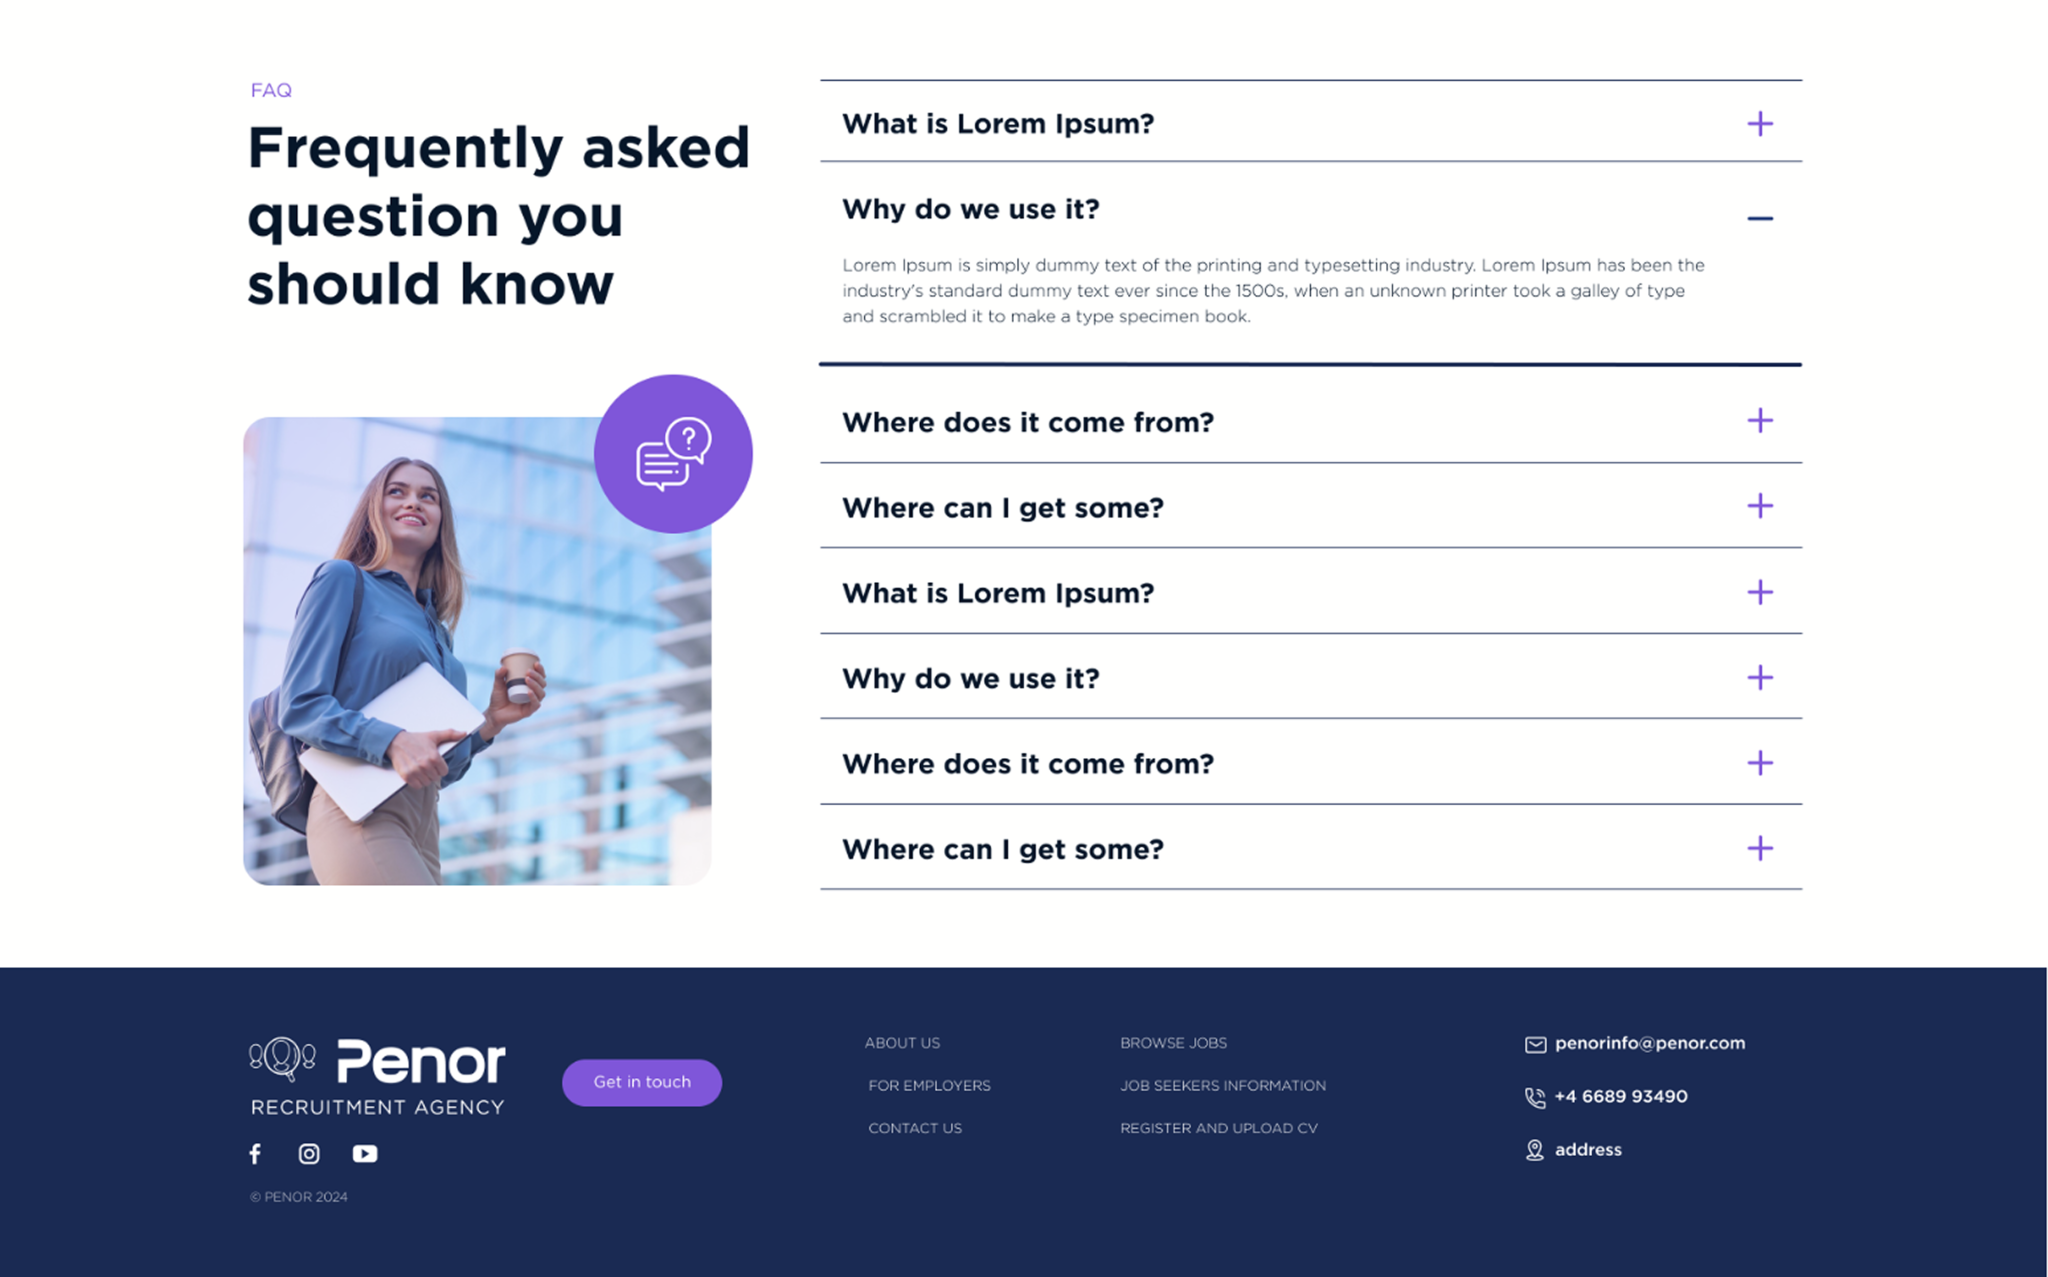 FAQ
Frequently asked
question you
should know
What is Lorem Ipsum?
Why do we use it?
Lorem Ipsum is simply dummy text of the printing and typesetting industry. Lorem Ipsum has been the
industry's standard dummy text ever since the 1500s, when an unknown printer took a galley of type
and scrambled it to make a type specimen book.
Where does it come from?
Where can I get some?
What is Lorem Ipsum?
Why do we use it?
Where does it come from?
Where can I get some?
Penor
RECRUITMENT AGENCY
© PENOR 2024
Get in touch
ABOUT US
FOR EMPLOYERS
CONTACT US
BROWSE JOBS
JOB SEEKERS INFORMATION
REGISTER AND UPLOAD CV
penorinfo@penor.com
+4 6689 93490
address